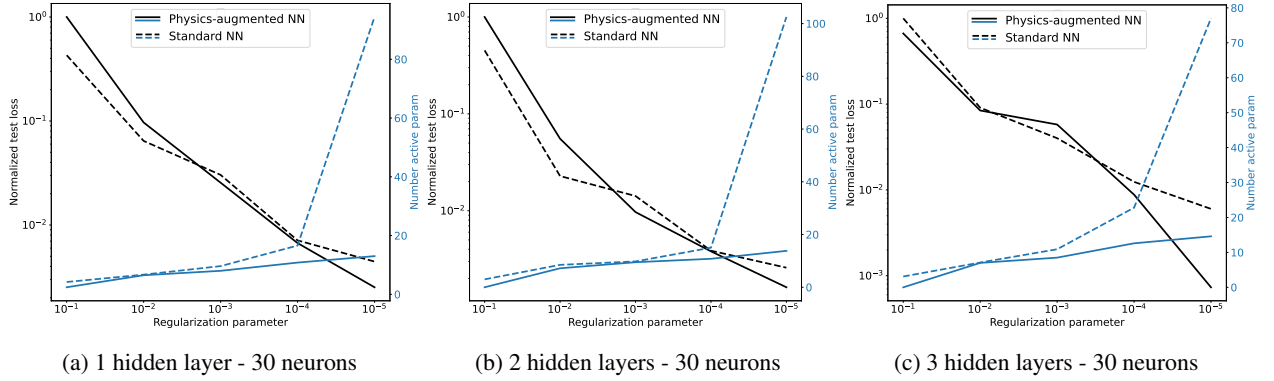 Physics-augmented NN
Standard NN
Normalized test loss
10⁰
10⁻¹
10⁻²
Number active param
80
60
40
20
0
10⁻¹ 10⁻² 10⁻³ 10⁻⁴ 10⁻⁵
Regularization parameter
(a) 1 hidden layer - 30 neurons
Physics-augmented NN
Standard NN
Normalized test loss
10⁰
10⁻¹
10⁻²
Number active param
100
80
60
40
20
0
10⁻¹ 10⁻² 10⁻³ 10⁻⁴ 10⁻⁵
Regularization parameter
(b) 2 hidden layers - 30 neurons
Physics-augmented NN
Standard NN
Normalized test loss
10⁰
10⁻¹
10⁻²
10⁻³
Number active param
80
70
60
50
40
30
20
10
0
10⁻¹ 10⁻² 10⁻³ 10⁻⁴ 10⁻⁵
Regularization parameter
(c) 3 hidden layers - 30 neurons